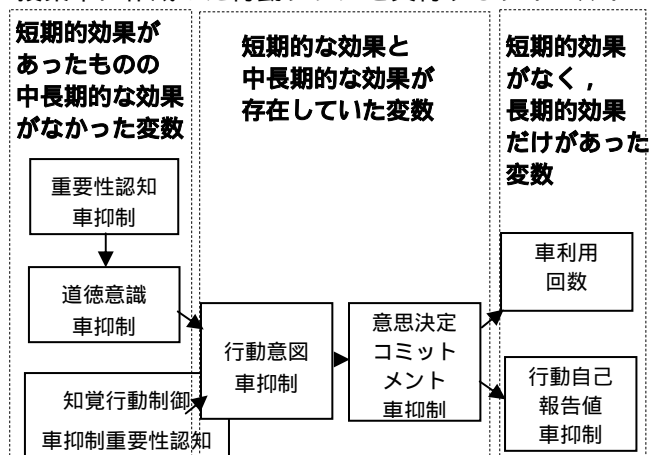 短期的効果が
あったものの
中長期的な効果
がなかった変数
短期的な効果と
中長期的な効果が
存在していた変数
短期的効果
がなく，
長期的効果
だけがあった
変数
重要性認知
車抑制
道徳意識
車抑制
知覚行動制御
車抑制重要性認知
行動意図
車抑制
意思決定
コミット
メント
車抑制
車利用
回数
行動自己
報告値
車抑制